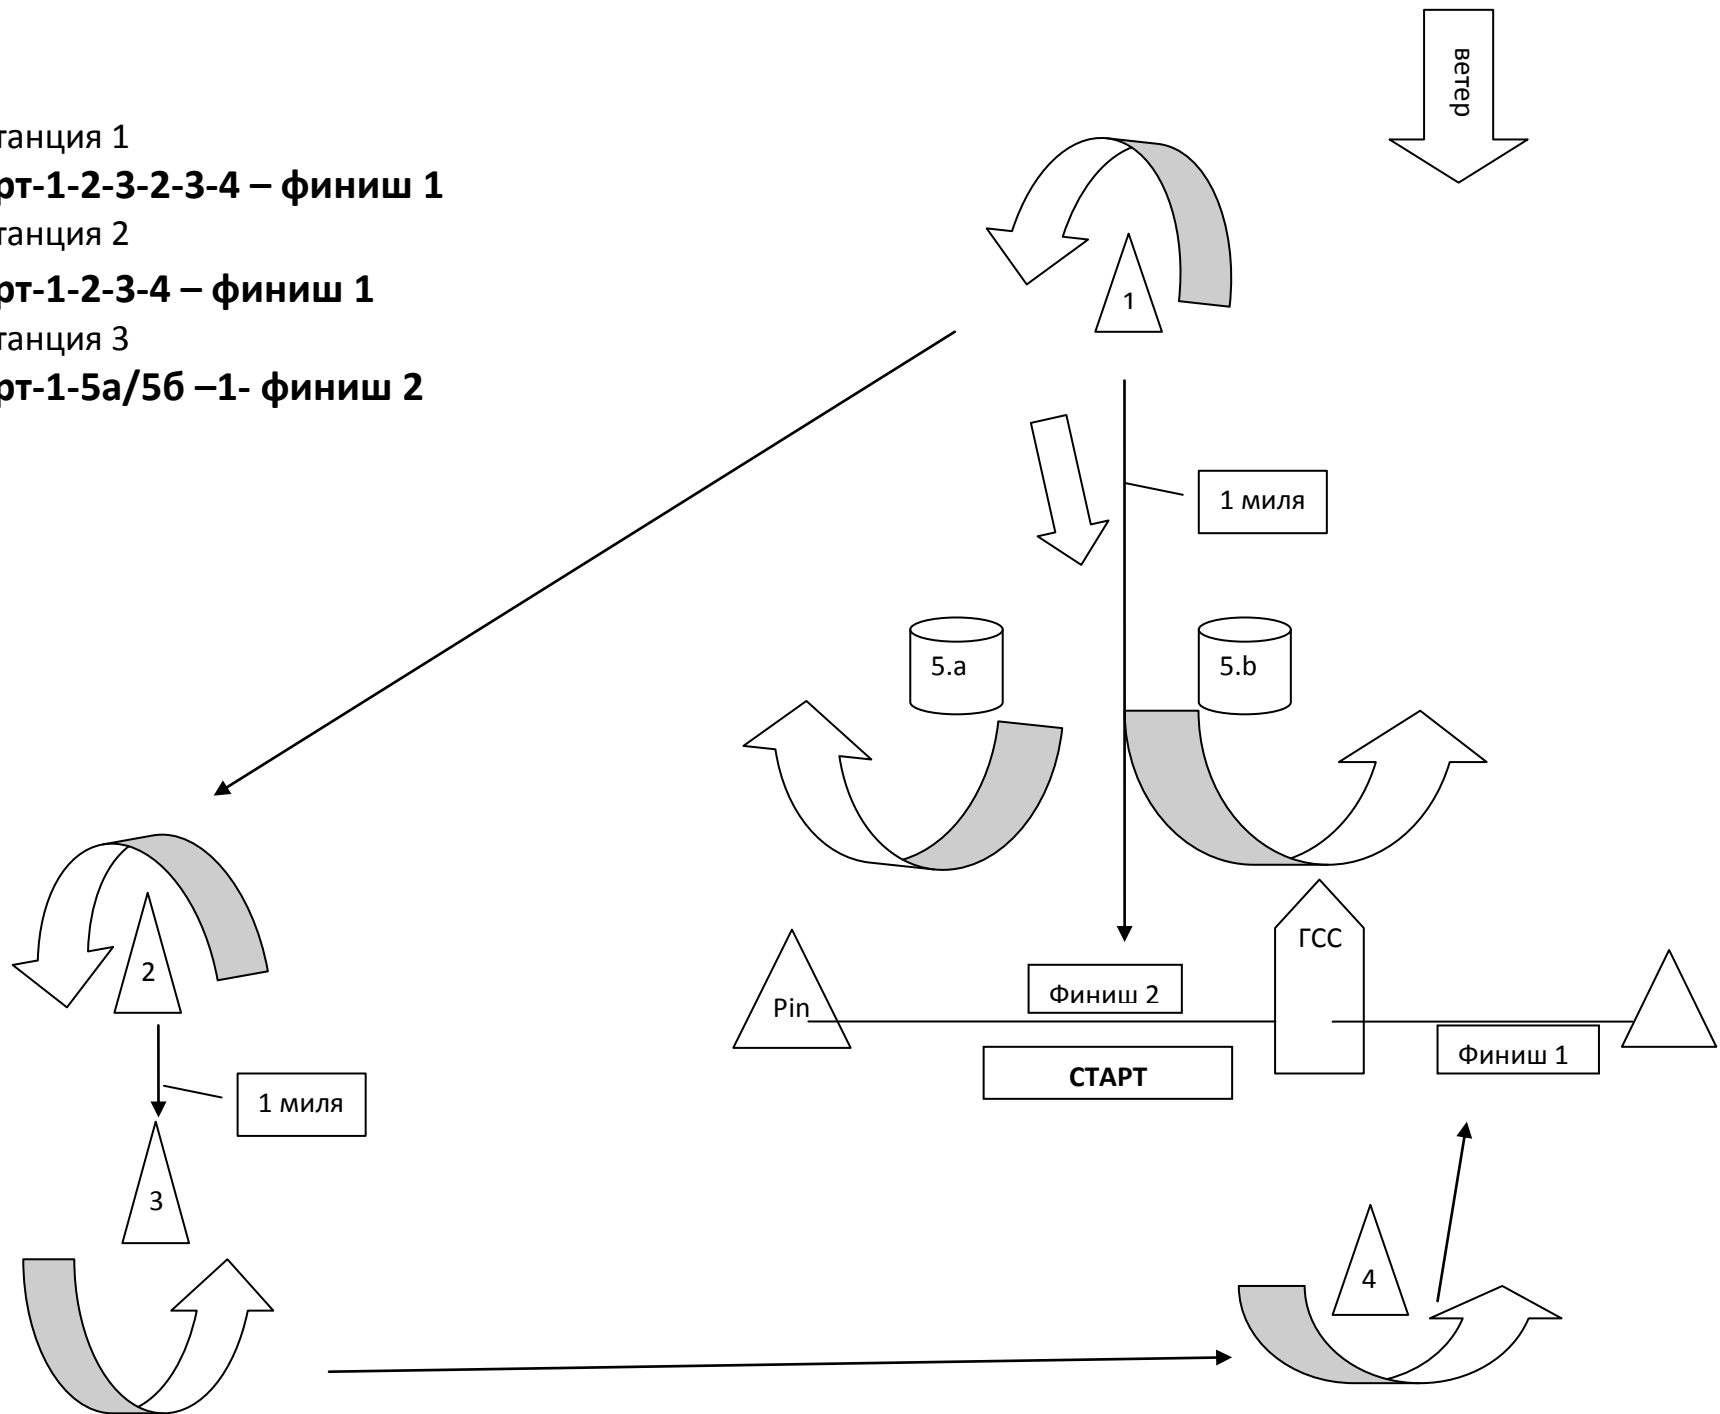 танция 1
рт-1-2-3-2-3-4 – финиш 1
танция 2
рт-1-2-3-4 – финиш 1
танция 3
рт-1-5а/5б –1- финиш 2
ветер
1
1 миля
5.a
5.b
2
ГСС
Pin
Финиш 2
Финиш 1
СТАРТ
1 миля
3
4